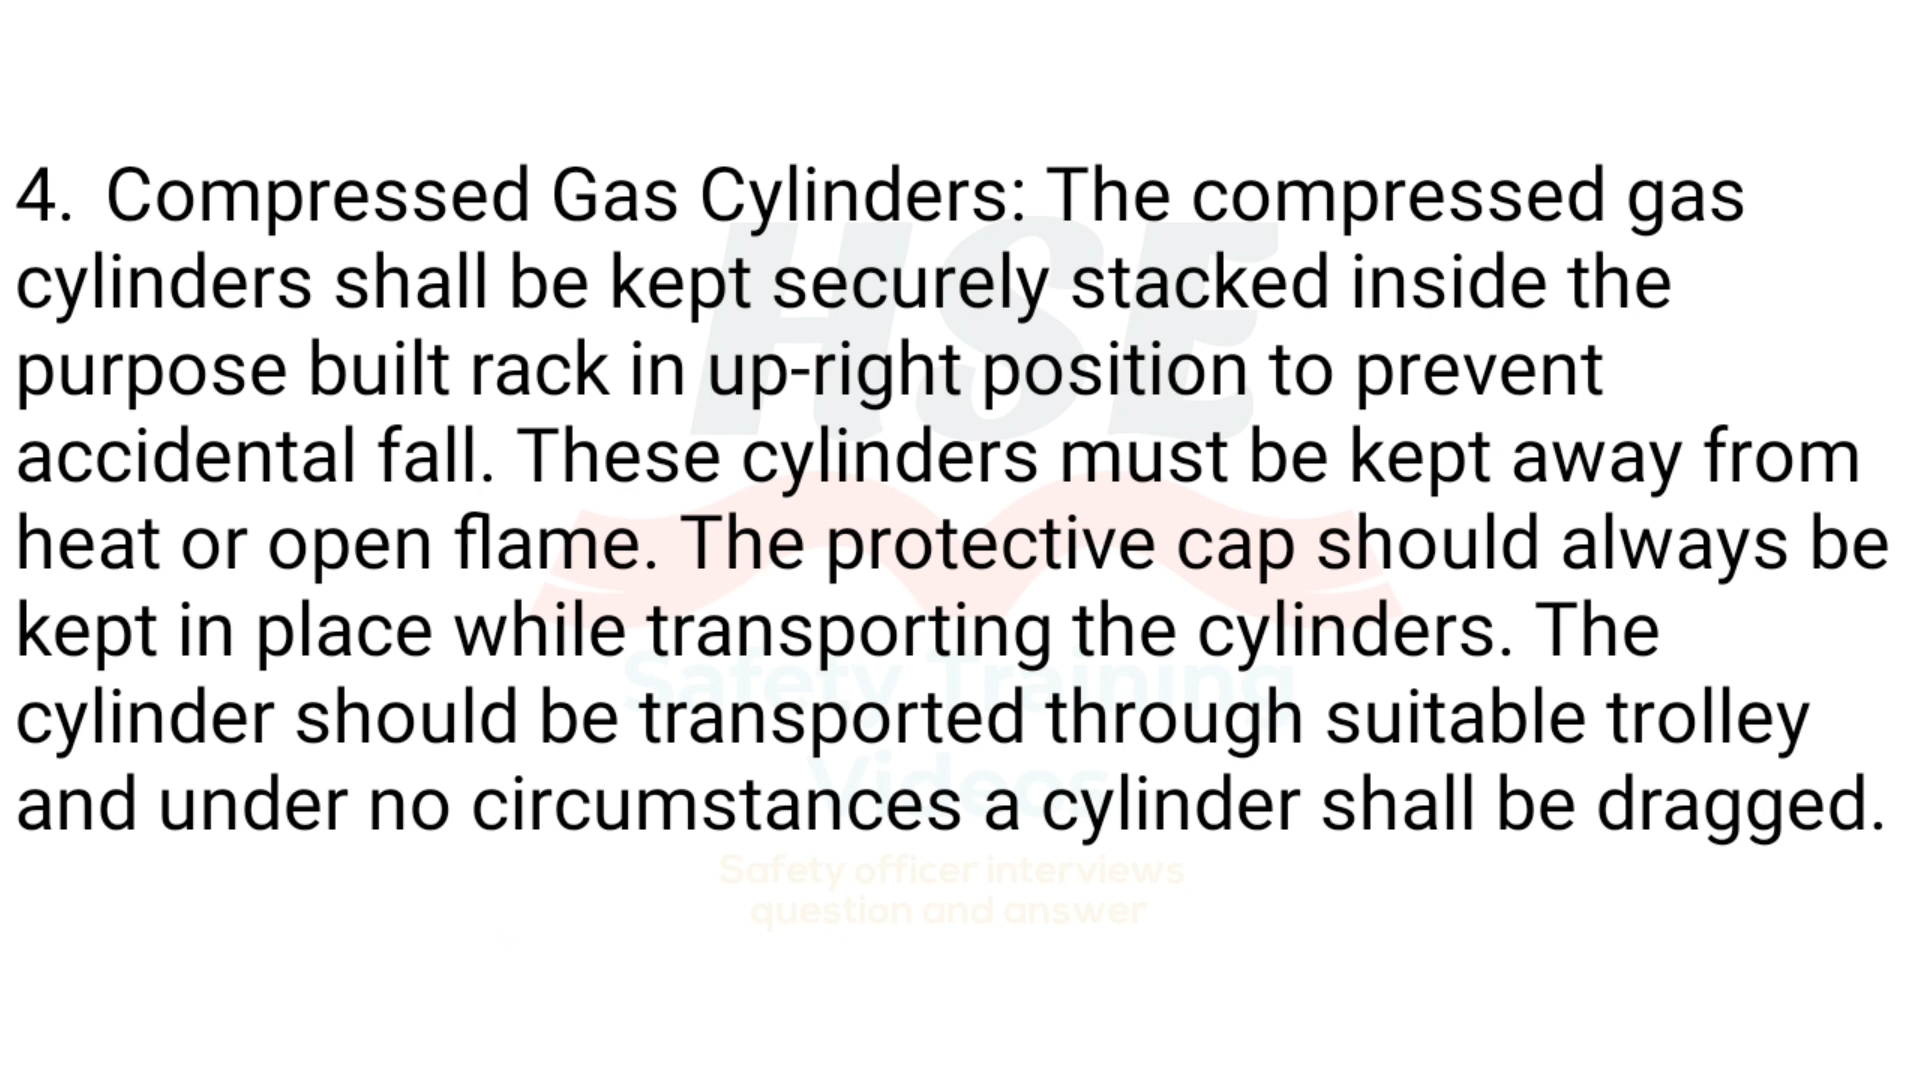 4. Compressed Gas Cylinders: The compressed gas
cylinders shall be kept securely stacked inside the
purpose built rack in up-right position to prevent
accidental fall. These cylinders must be kept away from
heat or open flame. The protective cap should always be
kept in place while transporting the cylinders. The
cylinder should be transported through suitable trolley
and under no circumstances a cylinder shall be dragged.
HSE
Safety Training
Videos
Safety officer interviews
question and answer